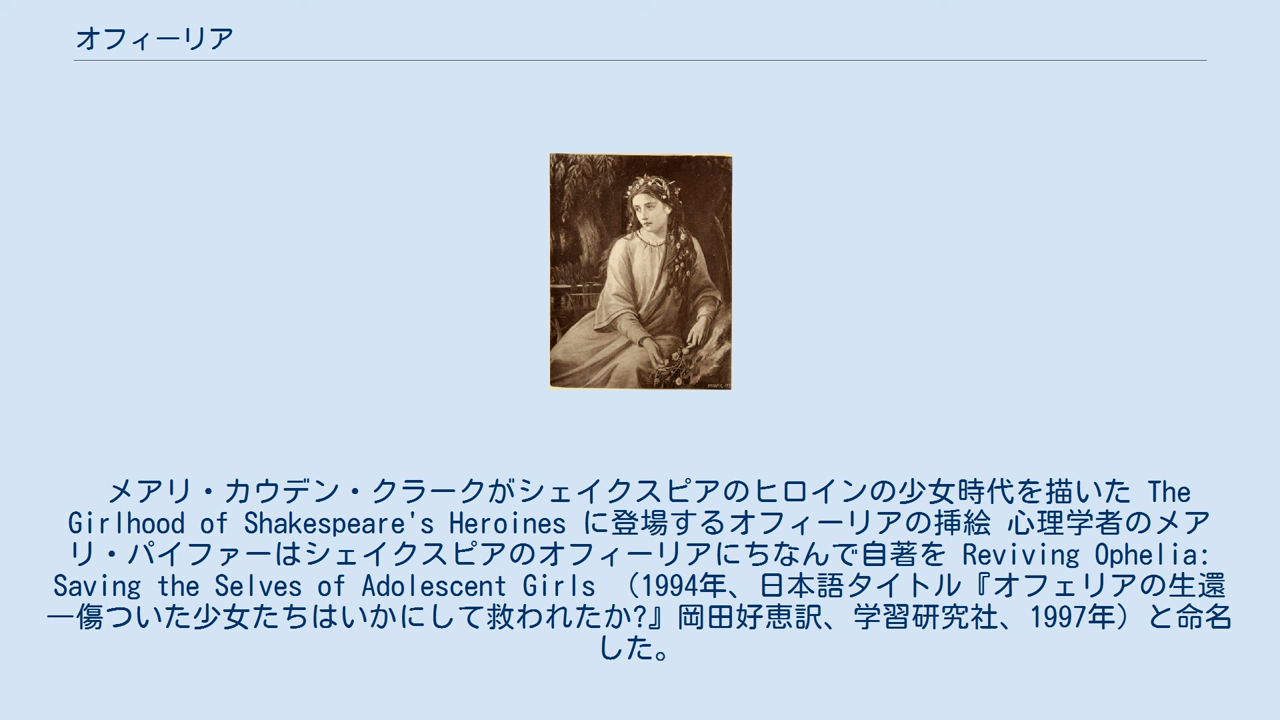 オフィーリア
メアリ・カウデン・クラークがシェイクスピアのヒロインの少女時代を描いた The
Girlhood of Shakespeare's Heroines に登場するオフィーリアの挿絵 心理学者のメア
リ・パイファーはシェイクスピアのオフィーリアにちなんで自著を Reviving Ophelia:
Saving the Selves of Adolescent Girls （1994年、日本語タイトル『オフェリアの生還
―傷ついた少女たちはいかにして救われたか?』岡田好恵訳、学習研究社、1997年）と命名
した。